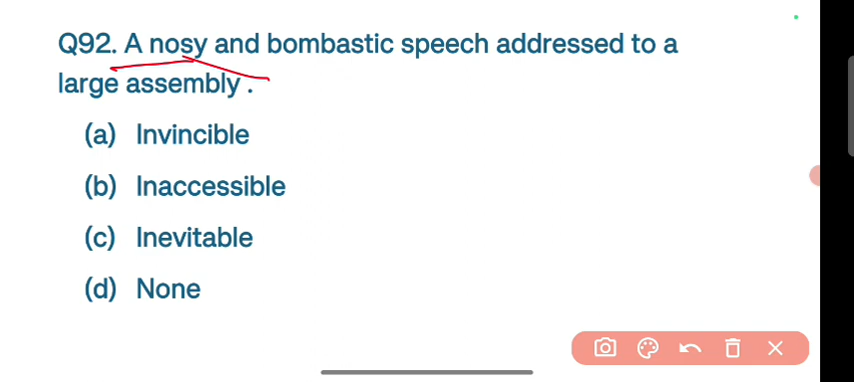 Q92. A nosy and bombastic speech addressed to a
large assembly .
(a) Invincible
(b) Inaccessible
(c) Inevitable
(d) None